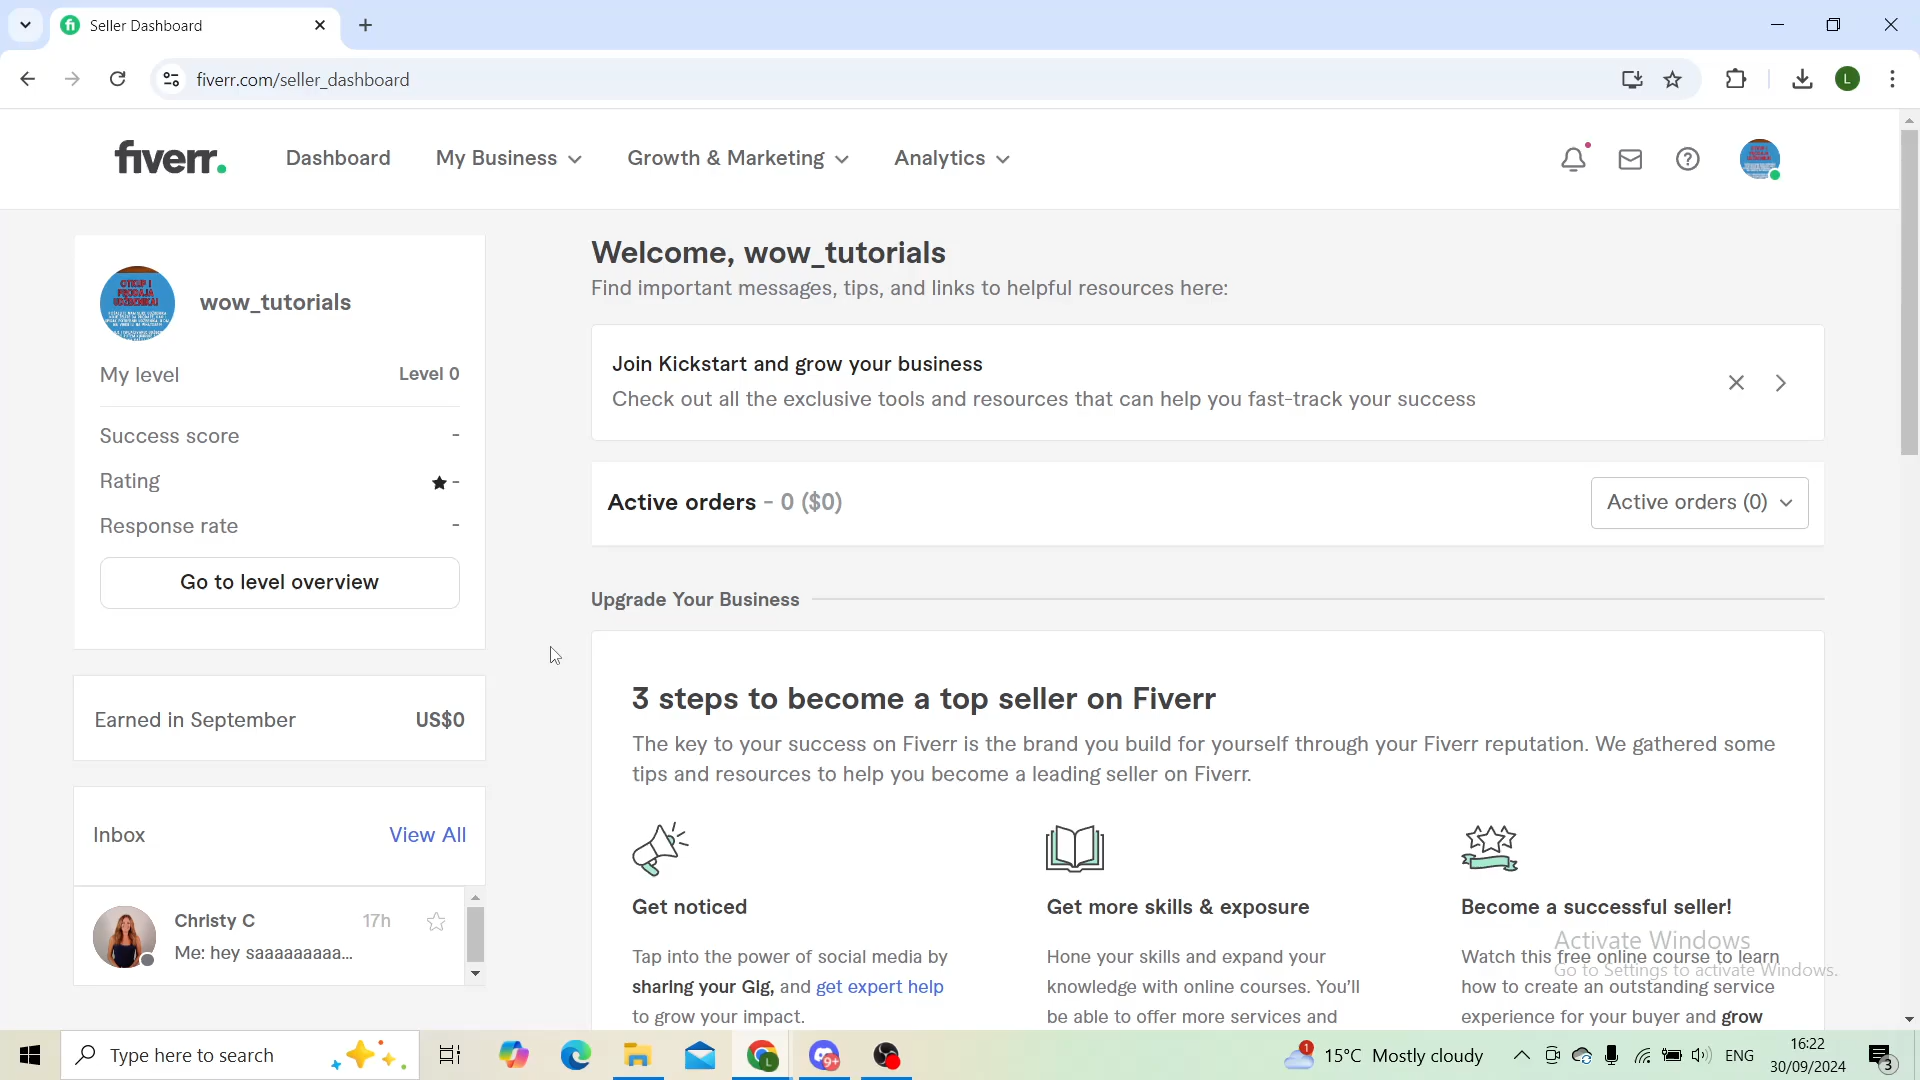 Seller Dashboard
fiverr.com/seller_dashboard
L
fiverr.
Dashboard
My Business
Growth & Marketing
Analytics
wow_tutorials
My level
Level 0
Success score
-
Rating
-
Response rate
-
Go to level overview
Earned in September
US$0
Inbox
View All
Christy C
17h
Me: hey saaaaaaaaa...
Welcome, wow_tutorials
Find important messages, tips, and links to helpful resources here:
Join Kickstart and grow your business
Check out all the exclusive tools and resources that can help you fast-track your success
Active orders - 0 ($0)
Active orders (0)
Upgrade Your Business
3 steps to become a top seller on Fiverr
The key to your success on Fiverr is the brand you build for yourself through your Fiverr reputation. We gathered some
tips and resources to help you become a leading seller on Fiverr.
Get noticed
Tap into the power of social media by
sharing your Gig, and get expert help
to grow your impact.
Get more skills & exposure
Hone your skills and expand your
knowledge with online courses. You'll
be able to offer more services and
Become a successful seller!
Watch this free online course to learn
how to create an outstanding service
experience for your buyer and grow
Activate Windows
Go to Settings to activate Windows.
Type here to search
L
9+
1
15°C Mostly cloudy
ENG
16:22
30/09/2024
3